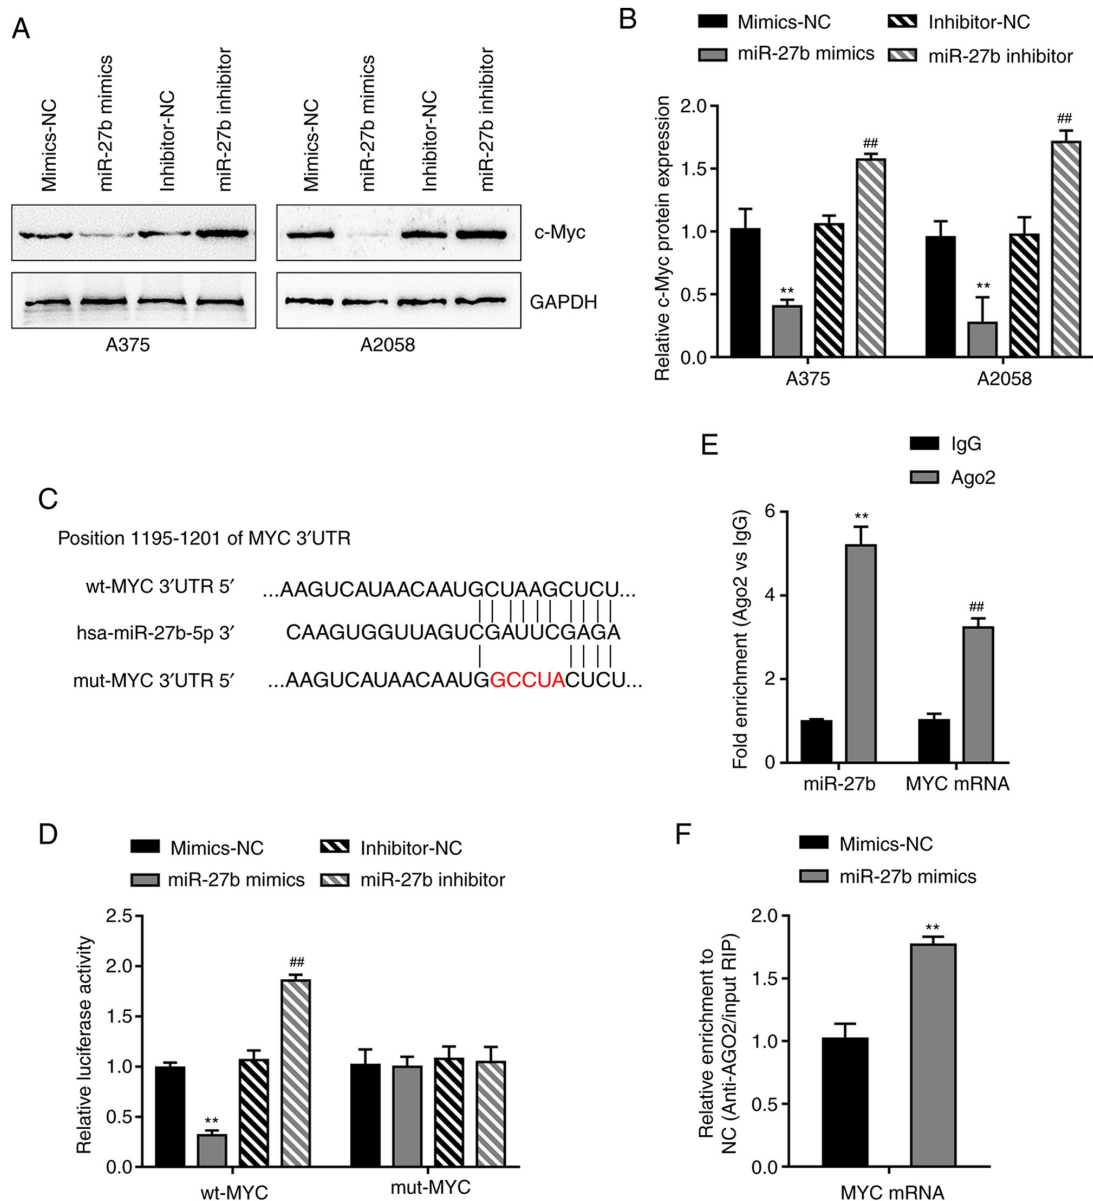 A
Mimics-NC
miR-27b mimics
Inhibitor-NC
miR-27b inhibitor
Mimics-NC
miR-27b mimics
Inhibitor-NC
miR-27b inhibitor
c-Myc
GAPDH
A375
A2058
B
Mimics-NC
Inhibitor-NC
miR-27b mimics
miR-27b inhibitor
Relative c-Myc protein expression
2.0
1.5
1.0
0.5
0.0
**
##
**
##
A375
A2058
C
Position 1195-1201 of MYC 3′UTR
wt-MYC 3′UTR 5′ ...AAGUCAUAACAAUGCUAAGCUCU...
hsa-miR-27b-5p 3′ CAAGUGGUUAGUCGAUUCGAGA
mut-MYC 3′UTR 5′ ...AAGUCAUAACAAUGGCCUACUCU...
D
Mimics-NC
Inhibitor-NC
miR-27b mimics
miR-27b inhibitor
Relative luciferase activity
2.5
2.0
1.5
1.0
0.5
0.0
**
##
wt-MYC
mut-MYC
E
IgG
Ago2
Fold enrichment (Ago2 vs IgG)
6
4
2
0
**
##
miR-27b
MYC mRNA
F
Mimics-NC
miR-27b mimics
Relative enrichment to
NC (Anti-AGO2/input RIP)
2.0
1.5
1.0
0.5
0.0
**
MYC mRNA